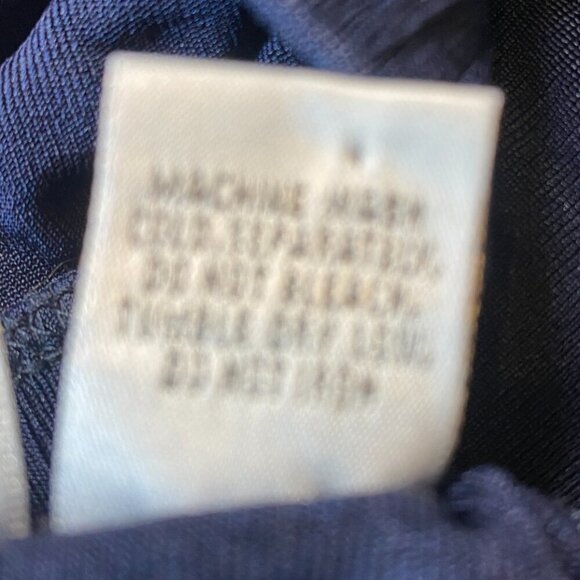 MACHINE WASH
COLD SEPARATELY.
DO NOT BLEACH.
TUMBLE DRY LOW.
DO NOT IRON